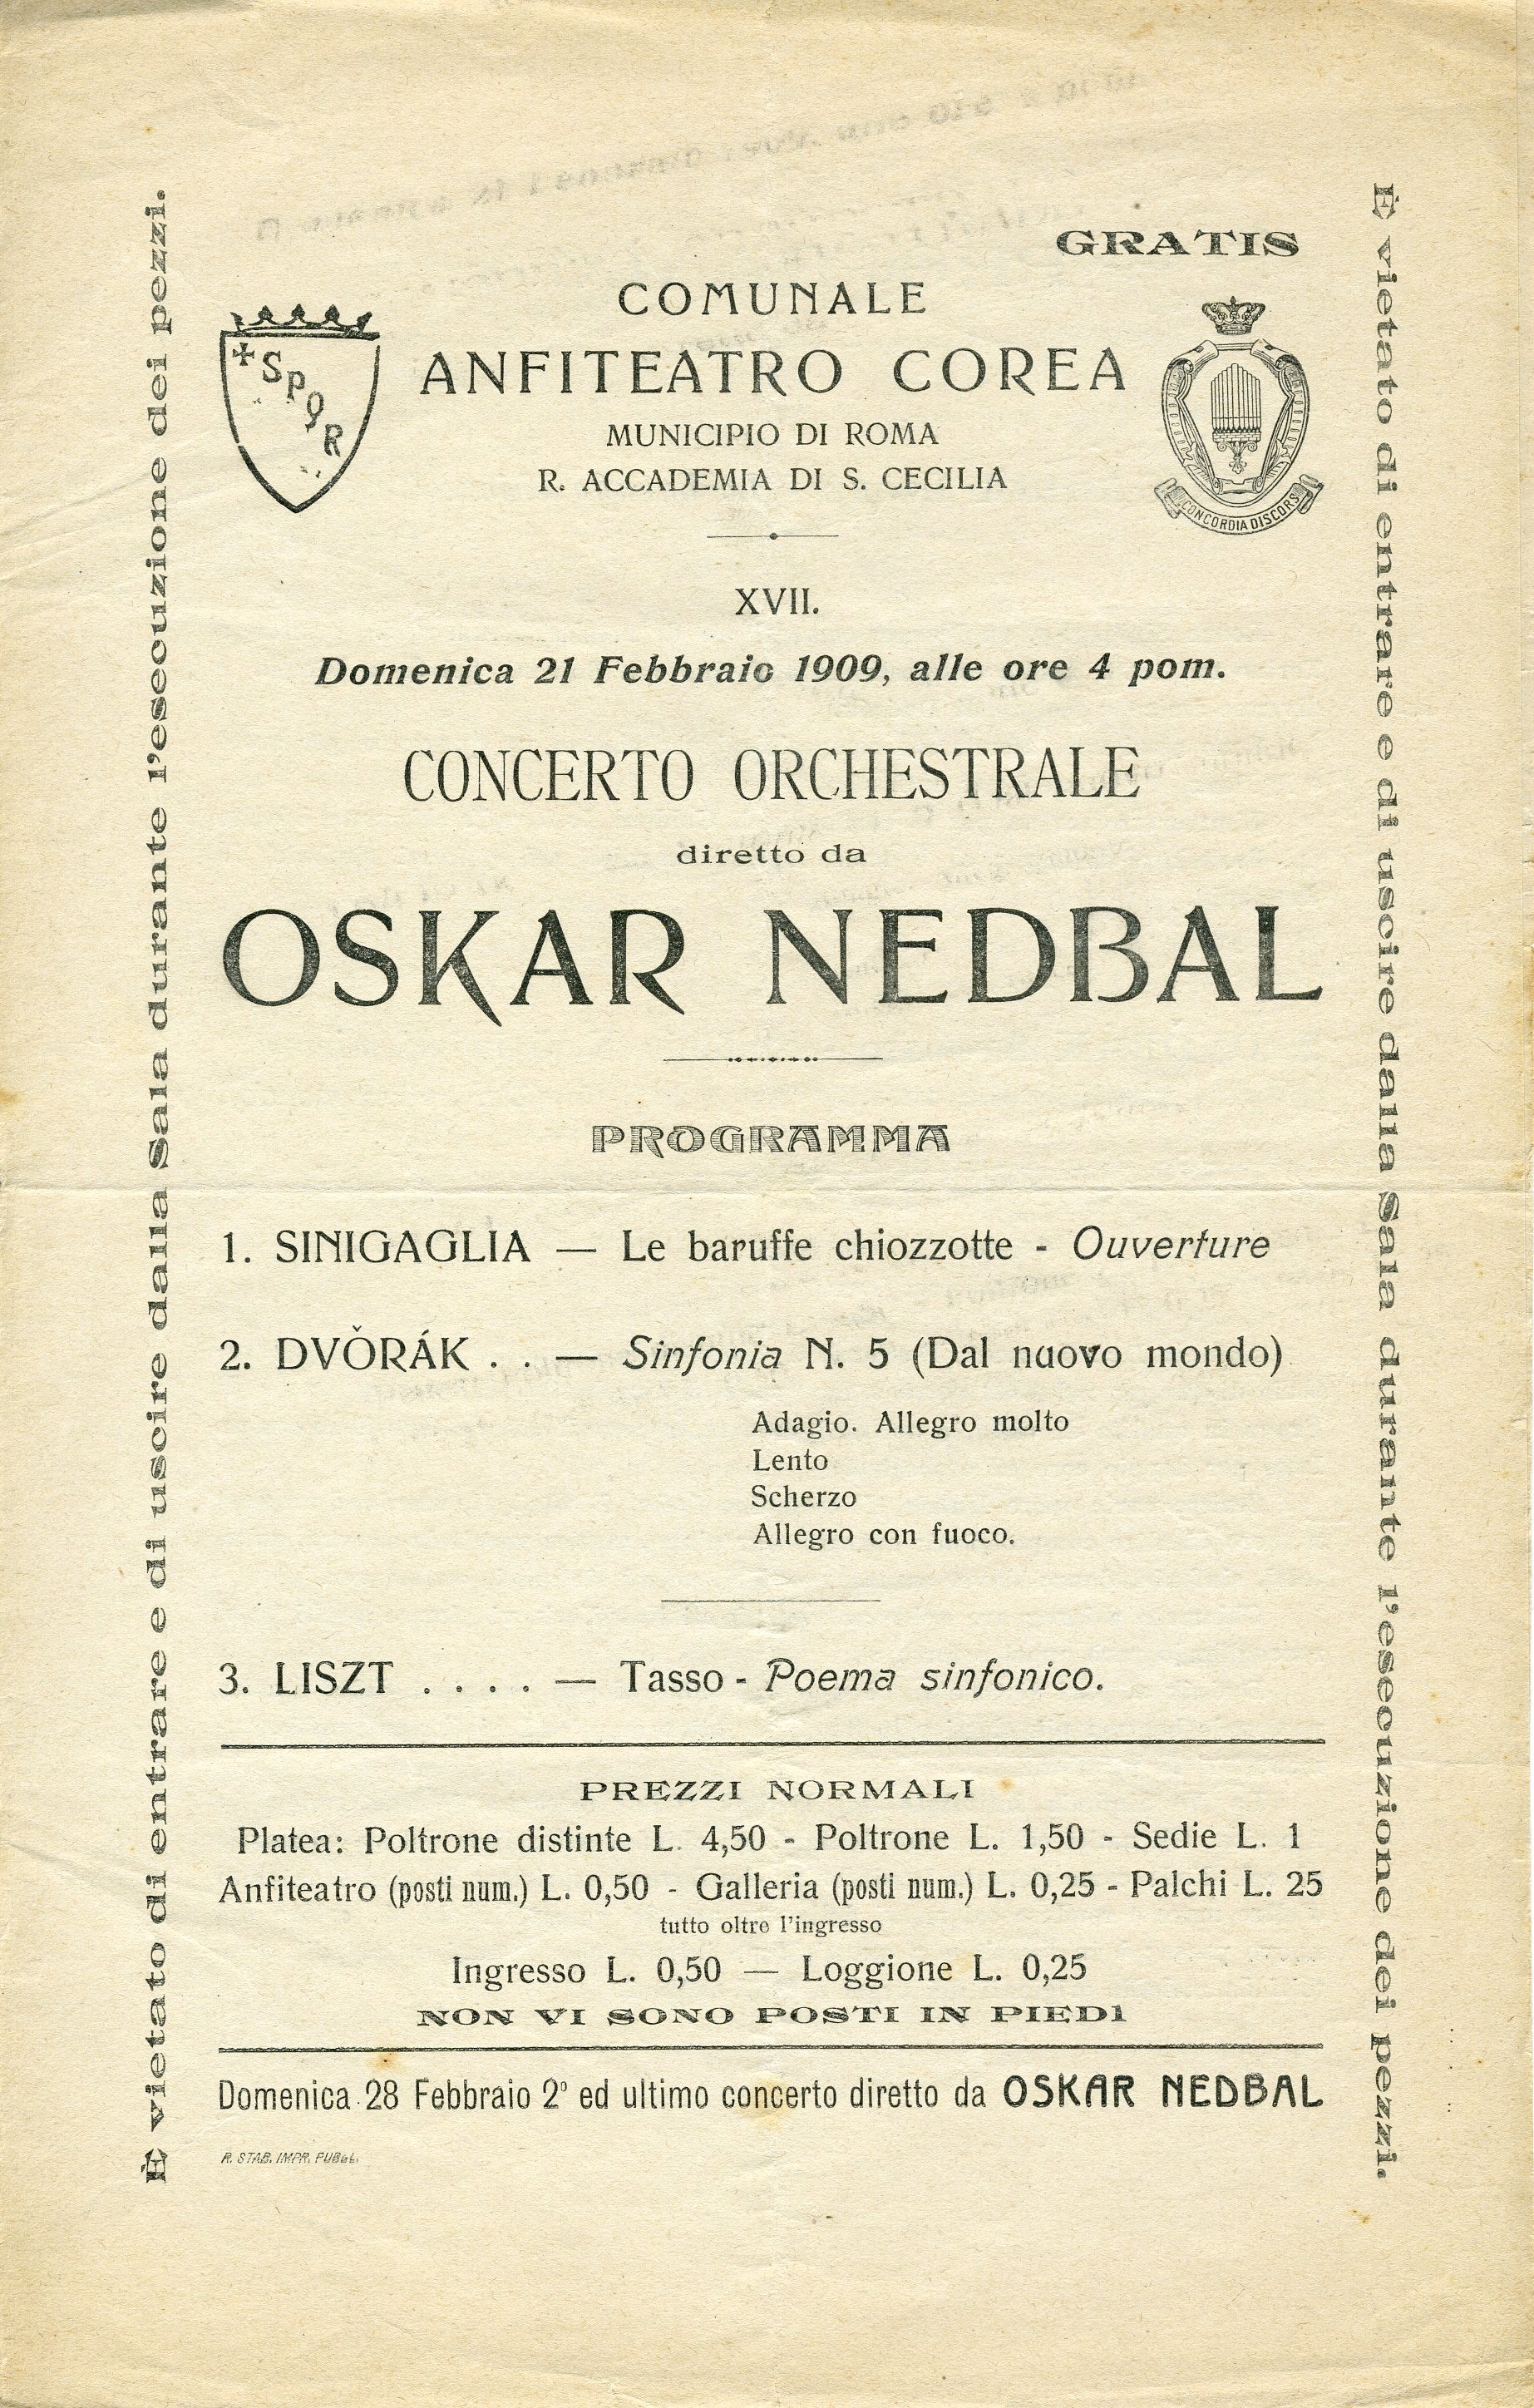 GRATIS
COMUNALE
ANFITEATRO COREA
MUNICIPIO DI ROMA
R. ACCADEMIA DI S. CECILIA
SPQR
CONCORDIA DISCORS
XVII.
Domenica 21 Febbraio 1909, alle ore 4 pom.
CONCERTO ORCHESTRALE
diretto da
OSKAR NEDBAL
PROGRAMMA
1. SINIGAGLIA — Le baruffe chiozzotte - Ouverture
2. DVǑRÁK . . — Sinfonia N. 5 (Dal nuovo mondo)
Adagio. Allegro molto
Lento
Scherzo
Allegro con fuoco.
3. LISZT . . . . — Tasso - Poema sinfonico.
PREZZI NORMALI
Platea: Poltrone distinte L. 4,50 - Poltrone L. 1,50 - Sedie L. 1
Anfiteatro (posti num.) L. 0,50 - Galleria (posti num.) L. 0,25 - Palchi L. 25
tutto oltre l'ingresso
Ingresso L. 0,50 — Loggione L. 0,25
NON VI SONO POSTI IN PIEDI
Domenica 28 Febbraio 2° ed ultimo concerto diretto da OSKAR NEDBAL
R. STAB. IMPR. PUBBL.
È vietato di entrare e di uscire dalla Sala durante l'esecuzione dei pezzi.
È vietato di entrare e di uscire dalla Sala durante l'esecuzione dei pezzi.